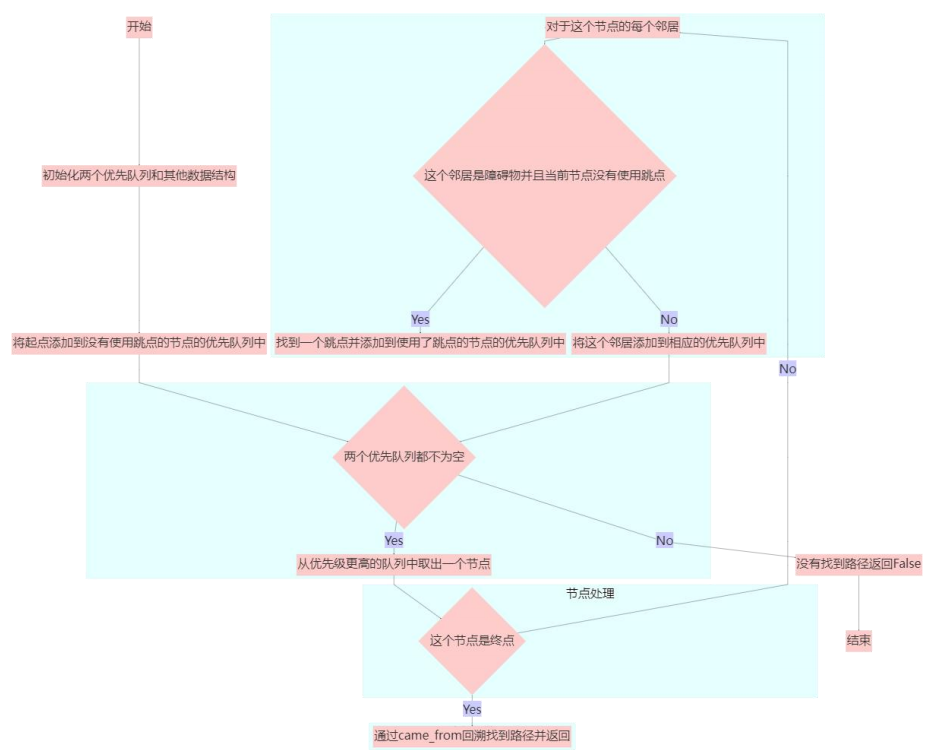 开始
初始化两个优先队列和其他数据结构
将起点添加到没有使用跳点的节点的优先队列中
对于这个节点的每个邻居
这个邻居是障碍物并且当前节点没有使用跳点
Yes
No
找到一个跳点并添加到使用了跳点的节点的优先队列中
将这个邻居添加到相应的优先队列中
No
两个优先队列都不为空
Yes
No
从优先级更高的队列中取出一个节点
没有找到路径返回False
节点处理
这个节点是终点
结束
Yes
通过came_from回溯找到路径并返回